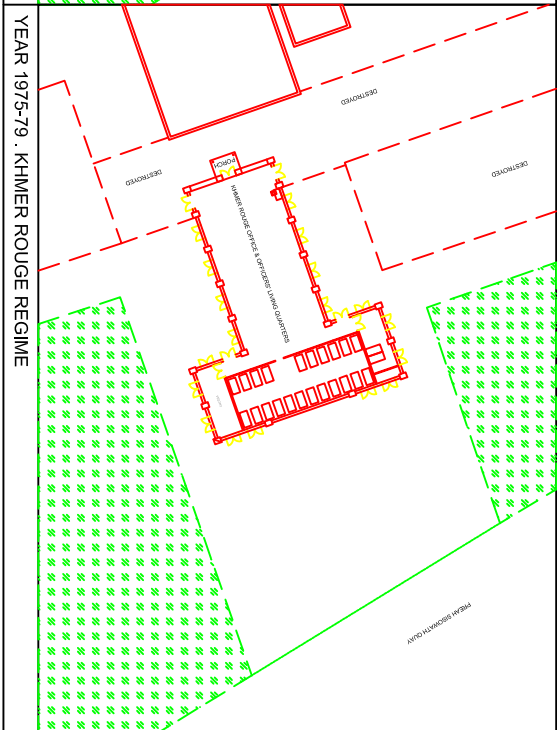 YEAR 1975-79 . KHMER ROUGE REGIME
DESTROYED
DESTROYED
DESTROYED
PORCH
KHMER ROUGE OFFICE & OFFICERS' LIVING QUARTERS
PREAH SISOWATH QUAY